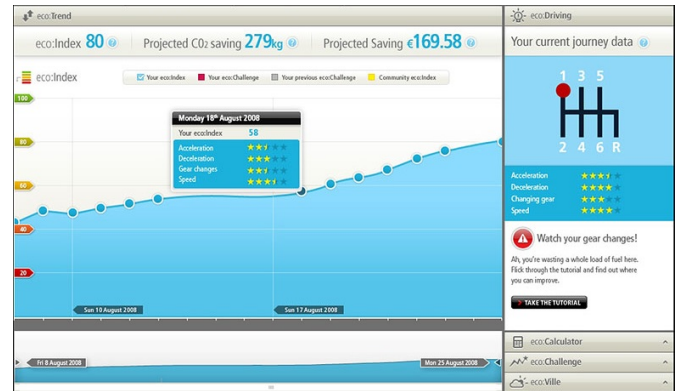 eco:Trend
eco:Index 80
Projected CO2 saving 279kg
Projected Saving €169.58
eco:Index
Your eco:Index
Your eco:Challenge
Your previous eco:Challenge
Community eco:Index
100
80
60
40
20
Monday 18th August 2008
Your eco:Index 58
Acceleration
Deceleration
Gear changes
Speed
Sun 10 August 2008
Sun 17 August 2008
Fri 8 August 2008
Mon 25 August 2008
eco:Driving
Your current journey data
1 3 5
2 4 6 R
Acceleration
Deceleration
Changing gear
Speed
Watch your gear changes!
Ah, you're wasting a whole load of fuel here.
Flick through the tutorial and find out where
you can improve.
TAKE THE TUTORIAL
eco:Calculator
eco:Challenge
eco:Ville